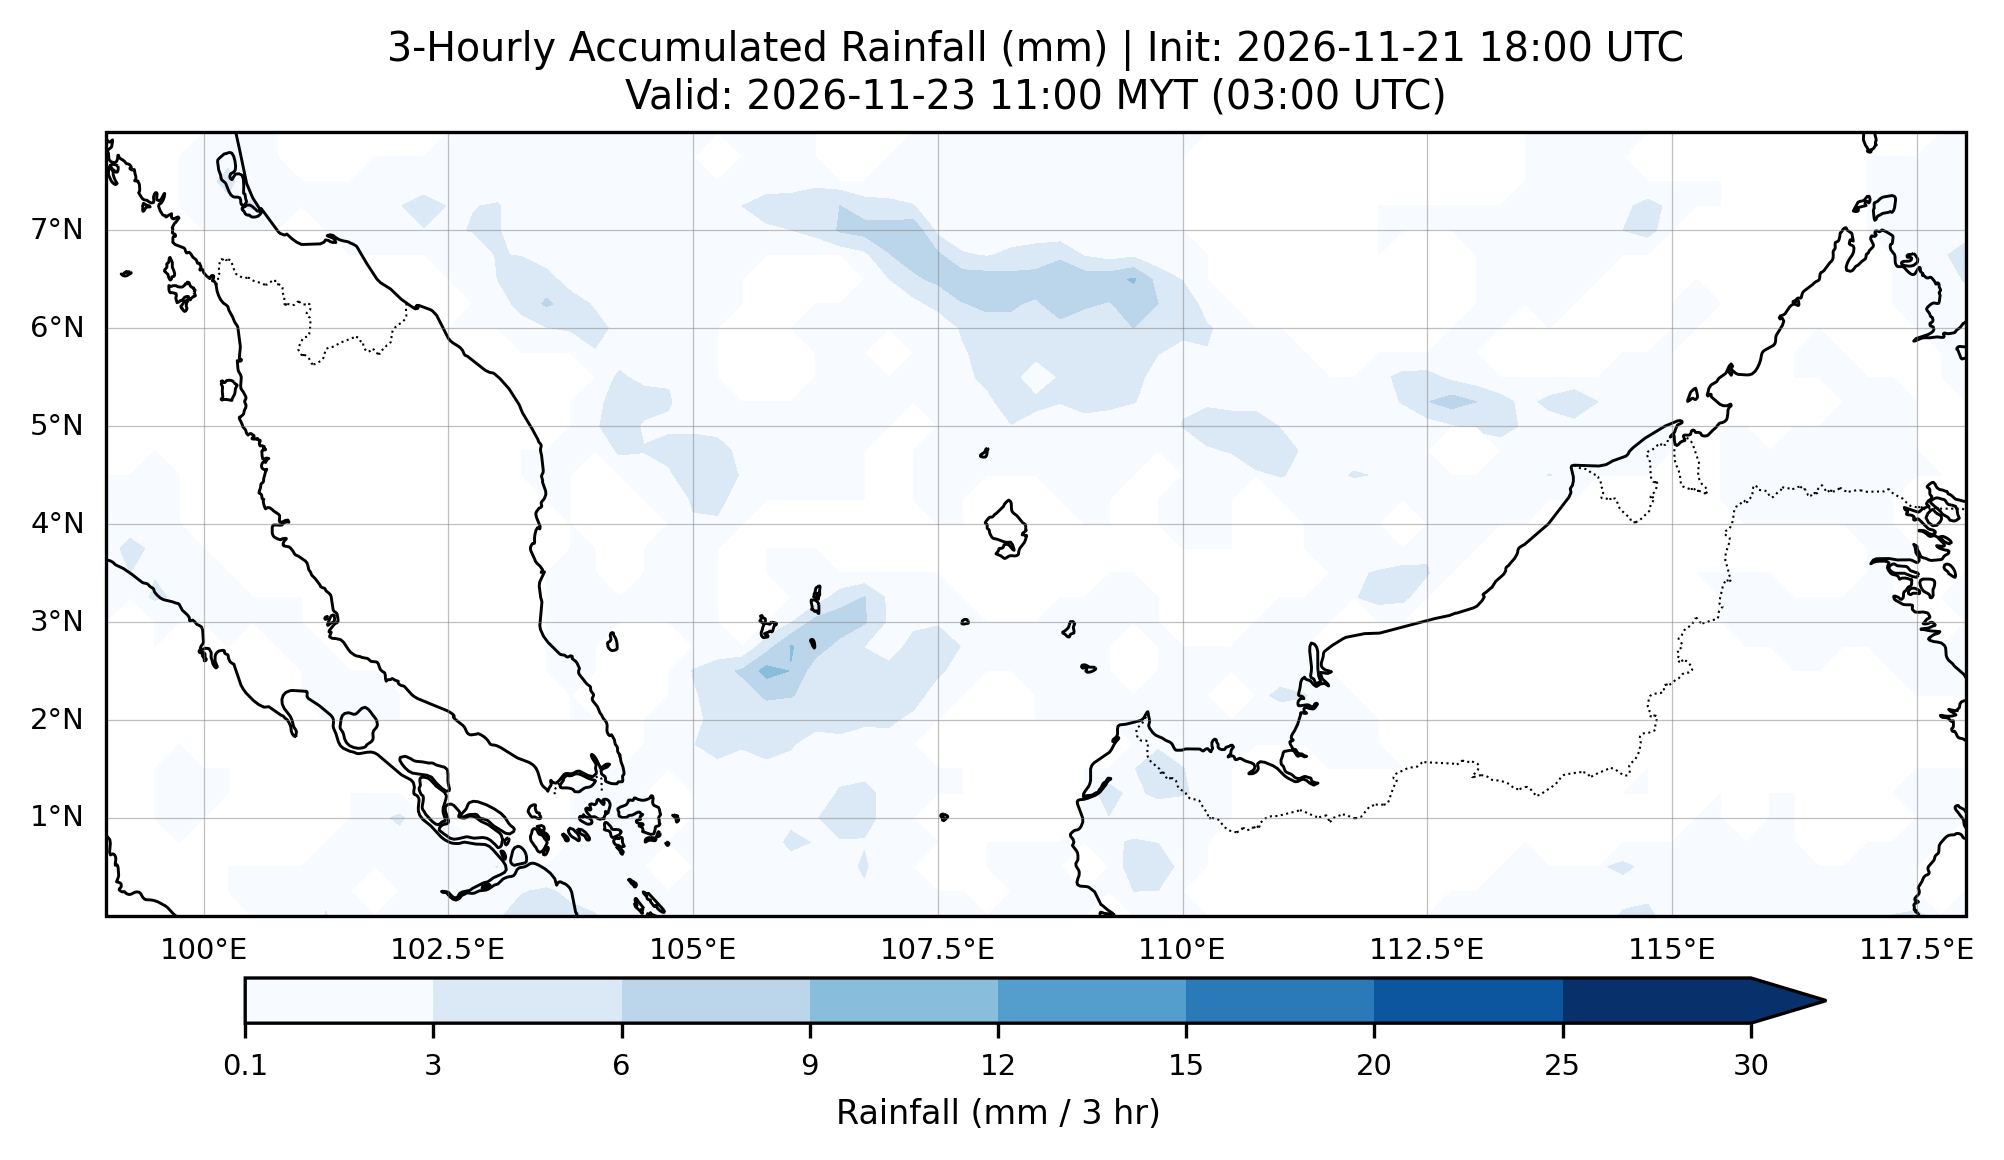 3-Hourly Accumulated Rainfall (mm) | Init: 2026-11-21 18:00 UTC
Valid: 2026-11-23 11:00 MYT (03:00 UTC)
7°N
6°N
5°N
4°N
3°N
2°N
1°N
100°E 102.5°E 105°E 107.5°E 110°E 112.5°E 115°E 117.5°E
0.1 3 6 9 12 15 20 25 30
Rainfall (mm / 3 hr)